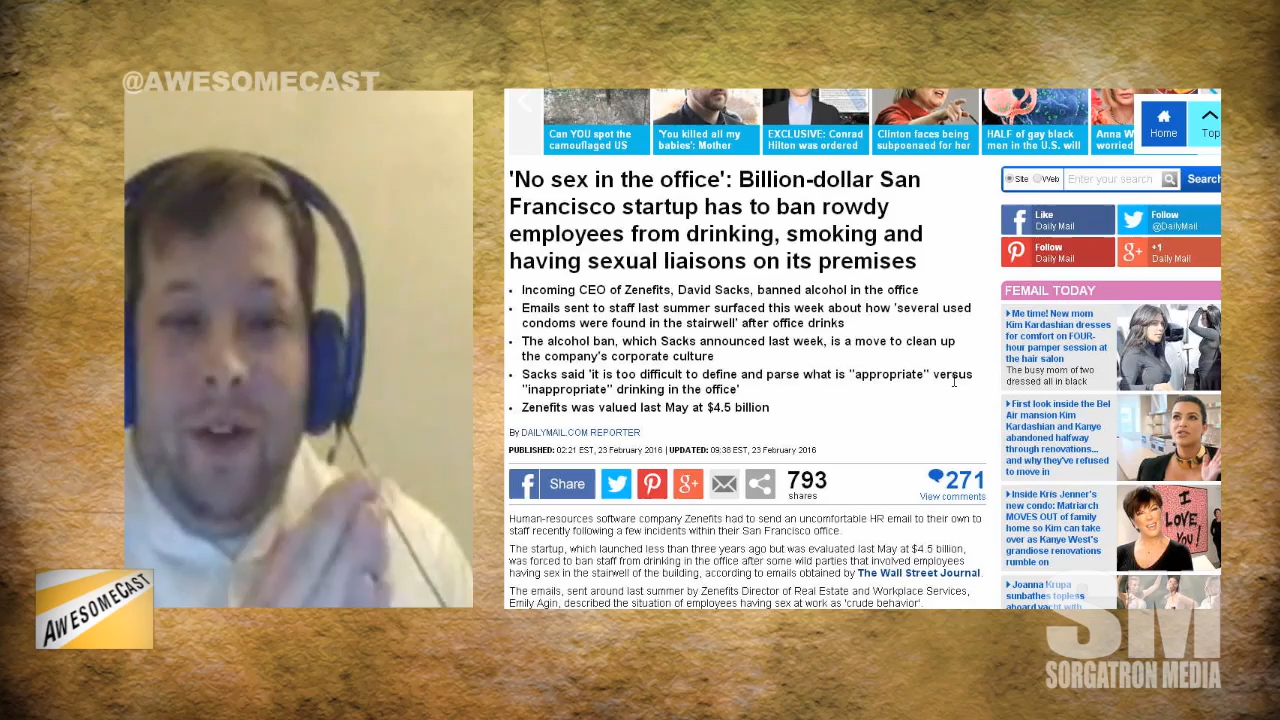 @AWESOMECAST
Can YOU spot the
camouflaged US
'You killed all my
babies': Mother
EXCLUSIVE: Conrad
Hilton was ordered
Clinton faces being
subpoenaed for her
HALF of gay black
men in the U.S. will
Anna W
worried
Home
Top
'No sex in the office': Billion-dollar San
Francisco startup has to ban rowdy
employees from drinking, smoking and
having sexual liaisons on its premises
Incoming CEO of Zenefits, David Sacks, banned alcohol in the office
Emails sent to staff last summer surfaced this week about how 'several used
condoms were found in the stairwell' after office drinks
The alcohol ban, which Sacks announced last week, is a move to clean up
the company's corporate culture
Sacks said 'it is too difficult to define and parse what is "appropriate" versus
"inappropriate" drinking in the office'
Zenefits was valued last May at $4.5 billion
By DAILYMAIL.COM REPORTER
PUBLISHED: 02:21 EST, 23 February 2016 | UPDATED: 09:38 EST, 23 February 2016
f Share
793
shares
271
View comments
Human-resources software company Zenefits had to send an uncomfortable HR email to their own to
staff recently following a few incidents within their San Francisco office.
The startup, which launched less than three years ago but was evaluated last May at $4.5 billion,
was forced to ban staff from drinking in the office after some wild parties that involved employees
having sex in the stairwell of the building, according to emails obtained by The Wall Street Journal.
The emails, sent around last summer by Zenefits Director of Real Estate and Workplace Services,
Emily Agin, described the situation of employees having sex at work as 'crude behavior'.
Site Web Enter your search Search
Like
Daily Mail
Follow
@DailyMail
Follow
Daily Mail
+1
Daily Mail
FEMAIL TODAY
Me time! New mom
Kim Kardashian dresses
for comfort on FOUR-
hour pamper session at
the hair salon
The busy mom of two
dressed all in black
First look inside the Bel
Air mansion Kim
Kardashian and Kanye
abandoned halfway
through renovations...
and why they've refused
to move in
Inside Kris Jenner's
new condo: Matriarch
MOVES OUT of family
home so Kim can take
over as Kanye West's
grandiose renovations
rumble on
I
LOVE
YOU!
Joanna Krupa
sunbathes topless
aboard yacht with
AWESOMECAST
SM
SORGATRON MEDIA